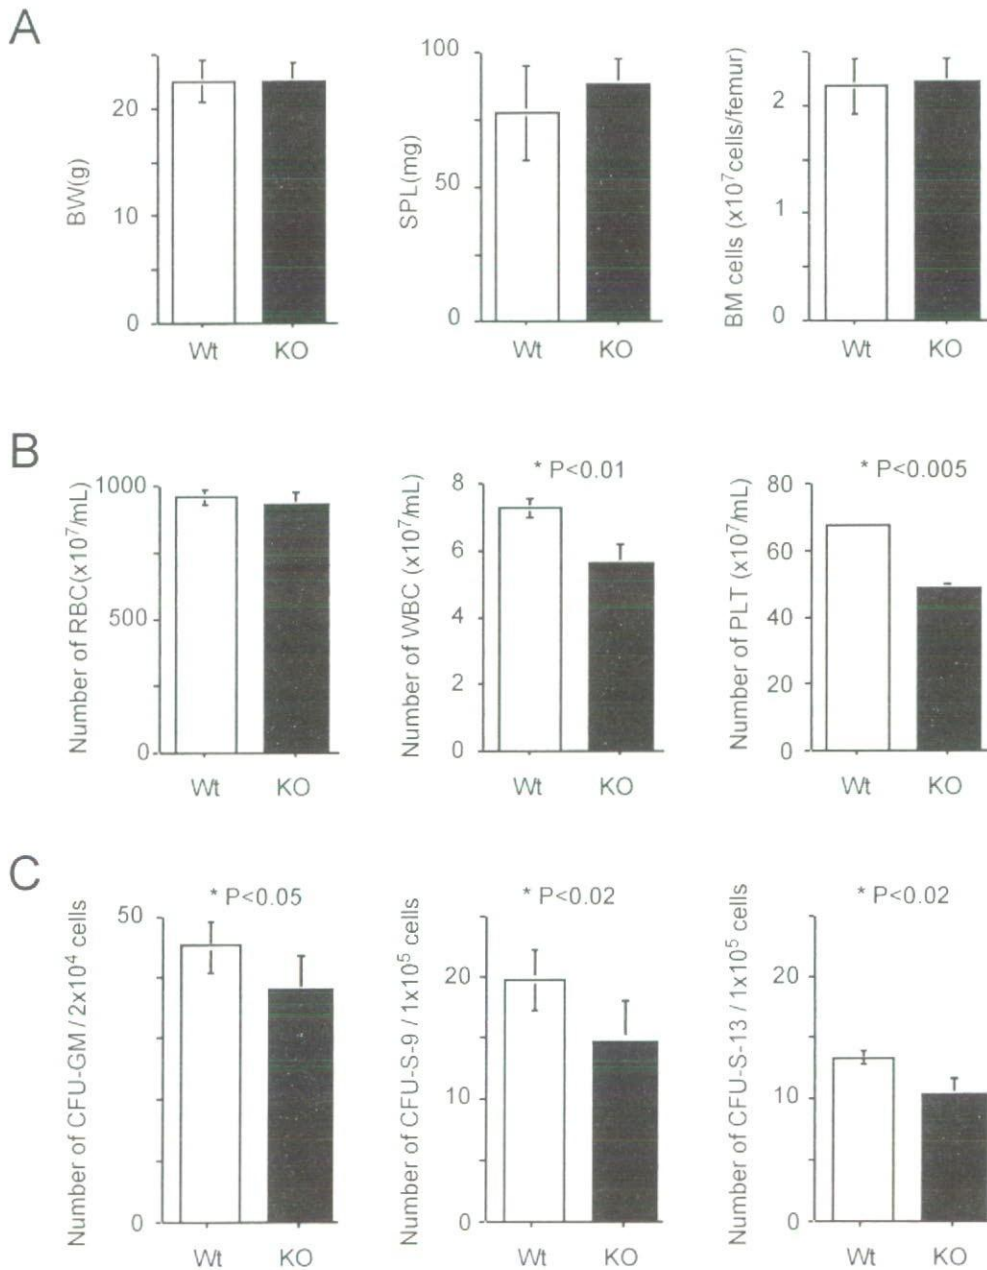 A
BW(g)
20
10
0
Wt
KO
SPL(mg)
100
50
0
Wt
KO
BM cells (x10⁷cells/femur)
2
1
0
Wt
KO
B
Number of RBC(x10⁷/mL)
1000
500
0
Wt
KO
* P<0.01
Number of WBC (x10⁷/mL)
8
6
4
2
0
Wt
KO
* P<0.005
Number of PLT (x10⁷/mL)
80
60
40
20
0
Wt
KO
C
* P<0.05
Number of CFU-GM / 2x10⁴ cells
50
0
Wt
KO
* P<0.02
Number of CFU-S-9 / 1x10⁵ cells
20
10
0
Wt
KO
* P<0.02
Number of CFU-S-13 / 1x10⁵ cells
20
10
0
Wt
KO